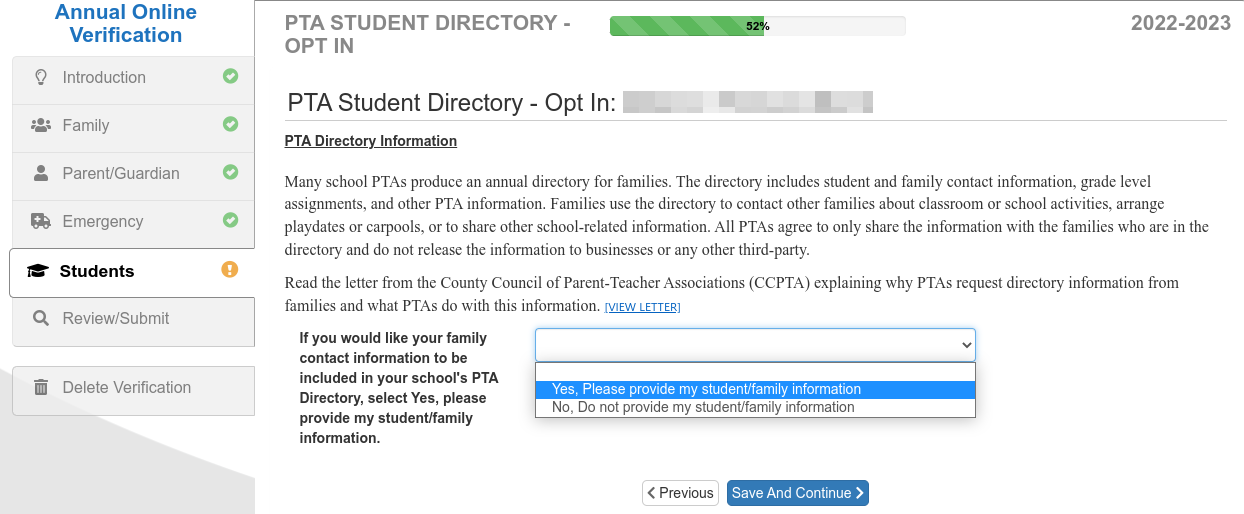 Annual Online
Verification
Introduction
Family
Parent/Guardian
Emergency
Students
Review/Submit
Delete Verification
PTA STUDENT DIRECTORY -
OPT IN
52%
2022-2023
PTA Student Directory - Opt In:
PTA Directory Information
Many school PTAs produce an annual directory for families. The directory includes student and family contact information, grade level
assignments, and other PTA information. Families use the directory to contact other families about classroom or school activities, arrange
playdates or carpools, or to share other school-related information. All PTAs agree to only share the information with the families who are in the
directory and do not release the information to businesses or any other third-party.
Read the letter from the County Council of Parent-Teacher Associations (CCPTA) explaining why PTAs request directory information from
families and what PTAs do with this information. [VIEW LETTER]
If you would like your family
contact information to be
included in your school's PTA
Directory, select Yes, please
provide my student/family
information.
Yes, Please provide my student/family information
No, Do not provide my student/family information
Previous
Save And Continue